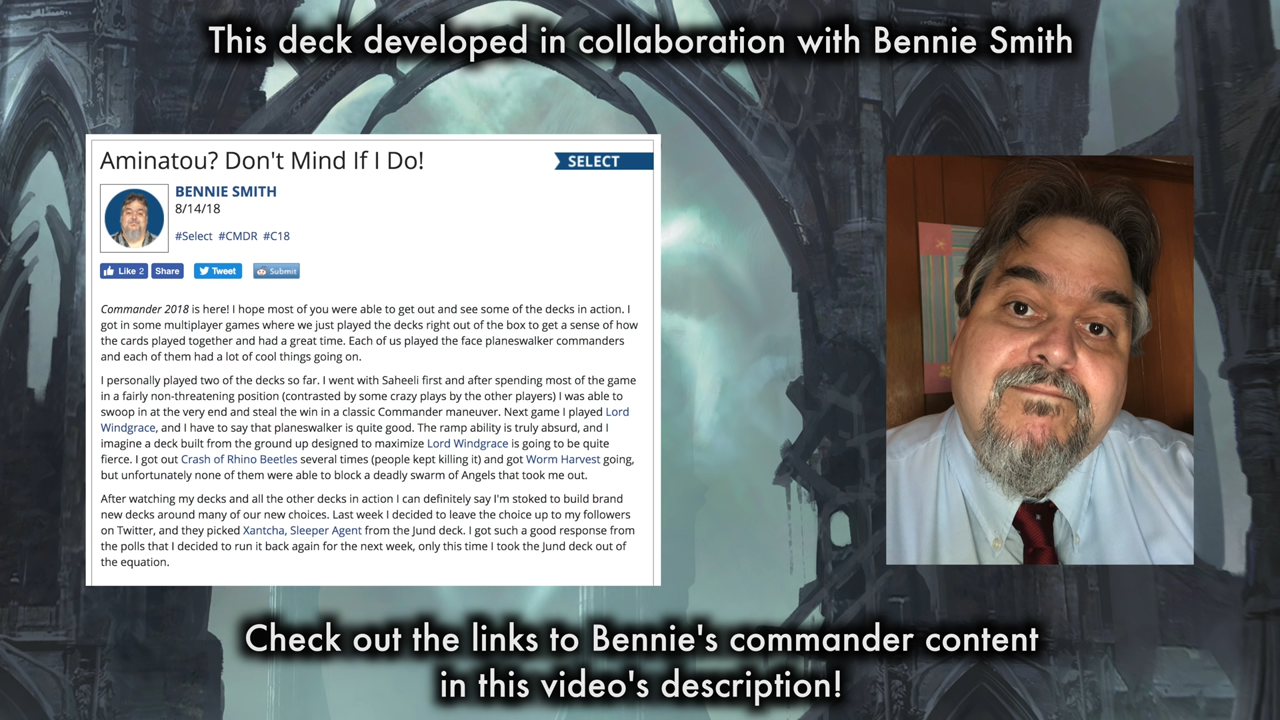 This deck developed in collaboration with Bennie Smith
Aminatou? Don't Mind If I Do!
SELECT
BENNIE SMITH
8/14/18
#Select #CMDR #C18
Like 2 Share Tweet Submit
Commander 2018 is here! I hope most of you were able to get out and see some of the decks in action. I
got in some multiplayer games where we just played the decks right out of the box to get a sense of how
the cards played together and had a great time. Each of us played the face planeswalker commanders
and each of them had a lot of cool things going on.
I personally played two of the decks so far. I went with Saheeli first and after spending most of the game
in a fairly non-threatening position (contrasted by some crazy plays by the other players) I was able to
swoop in at the very end and steal the win in a classic Commander maneuver. Next game I played Lord
Windgrace, and I have to say that planeswalker is quite good. The ramp ability is truly absurd, and I
imagine a deck built from the ground up designed to maximize Lord Windgrace is going to be quite
fierce. I got out Crash of Rhino Beetles several times (people kept killing it) and got Worm Harvest going,
but unfortunately none of them were able to block a deadly swarm of Angels that took me out.
After watching my decks and all the other decks in action I can definitely say I'm stoked to build brand
new decks around many of our new choices. Last week I decided to leave the choice up to my followers
on Twitter, and they picked Xantcha, Sleeper Agent from the Jund deck. I got such a good response from
the polls that I decided to run it back again for the next week, only this time I took the Jund deck out of
the equation.
Check out the links to Bennie's commander content
in this video's description!